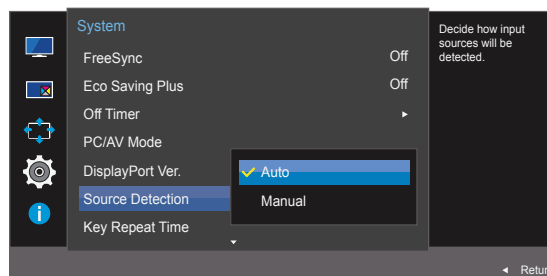 System
FreeSync Off
Eco Saving Plus Off
Off Timer
PC/AV Mode
DisplayPort Ver.
Source Detection
Key Repeat Time
Auto
Manual
Decide how input
sources will be
detected.
Return